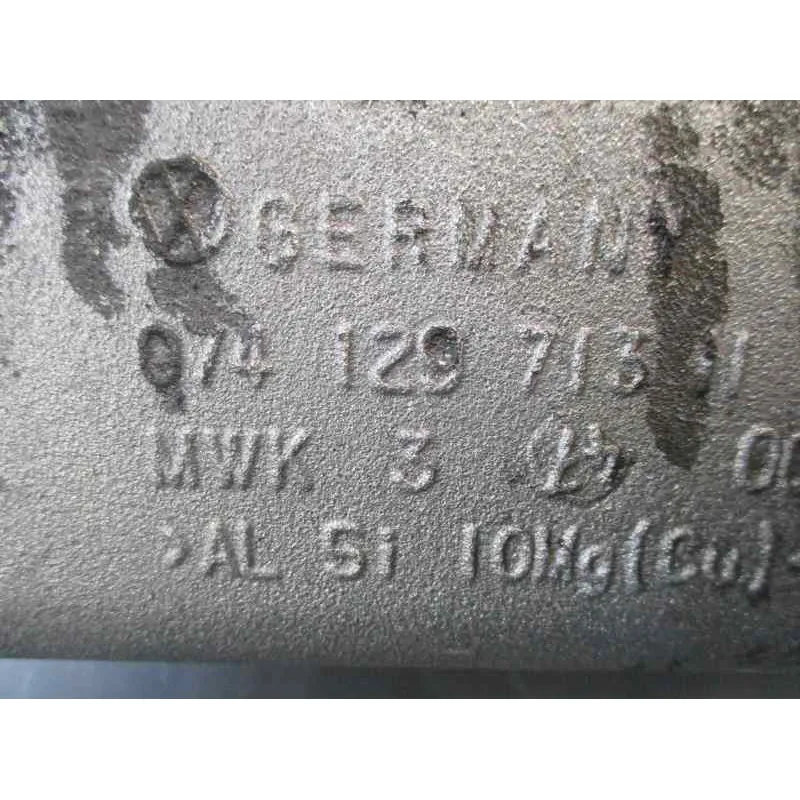 GERMANY
074 129 713
MWK 3
>AL Si 10Mg(Cu)<